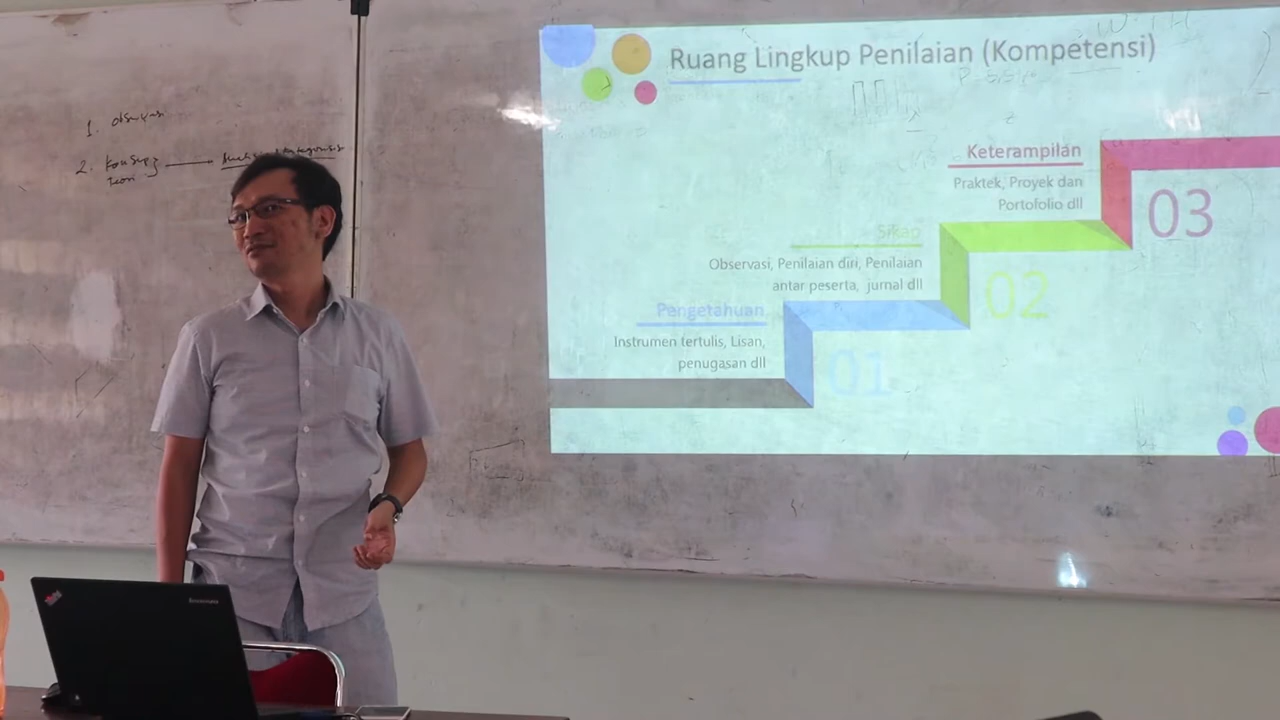 1. observasi
2. Konsep
Teori
Ruang Lingkup Penilaian (Kompetensi)
Keterampilan
Praktek, Proyek dan
Portofolio dll
03
Sikap
Observasi, Penilaian diri, Penilaian
antar peserta, jurnal dll
02
Pengetahuan
Instrumen tertulis, Lisan,
penugasan dll
01